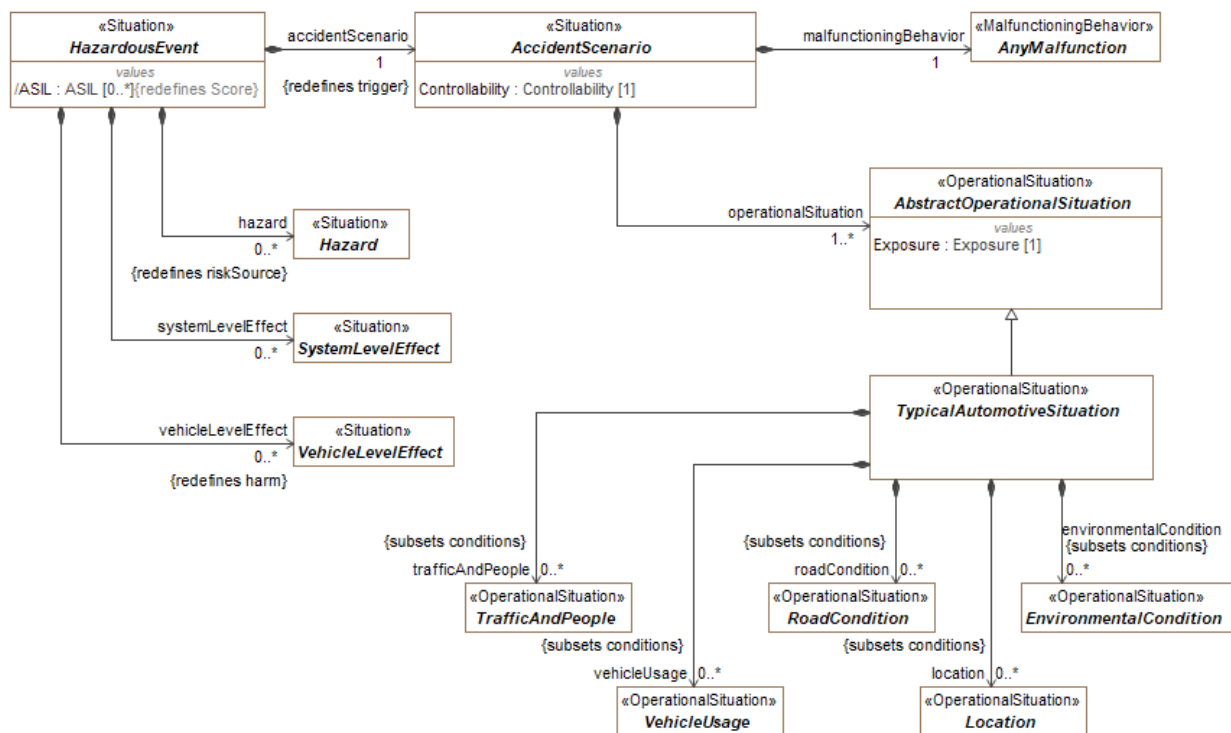 «Situation»
HazardousEvent
values
/ASIL : ASIL [0..*]{redefines Score}
accidentScenario
1
{redefines trigger}
«Situation»
AccidentScenario
values
Controllability : Controllability [1]
malfunctioningBehavior
1
«MalfunctioningBehavior»
AnyMalfunction
operationalSituation
1..*
«OperationalSituation»
AbstractOperationalSituation
values
Exposure : Exposure [1]
hazard
0..*
{redefines riskSource}
«Situation»
Hazard
systemLevelEffect
0..*
«Situation»
SystemLevelEffect
vehicleLevelEffect
0..*
{redefines harm}
«Situation»
VehicleLevelEffect
«OperationalSituation»
TypicalAutomotiveSituation
{subsets conditions}
trafficAndPeople
0..*
«OperationalSituation»
TrafficAndPeople
{subsets conditions}
vehicleUsage
0..*
«OperationalSituation»
VehicleUsage
{subsets conditions}
roadCondition
0..*
«OperationalSituation»
RoadCondition
{subsets conditions}
location
0..*
«OperationalSituation»
Location
environmentalCondition
{subsets conditions}
0..*
«OperationalSituation»
EnvironmentalCondition